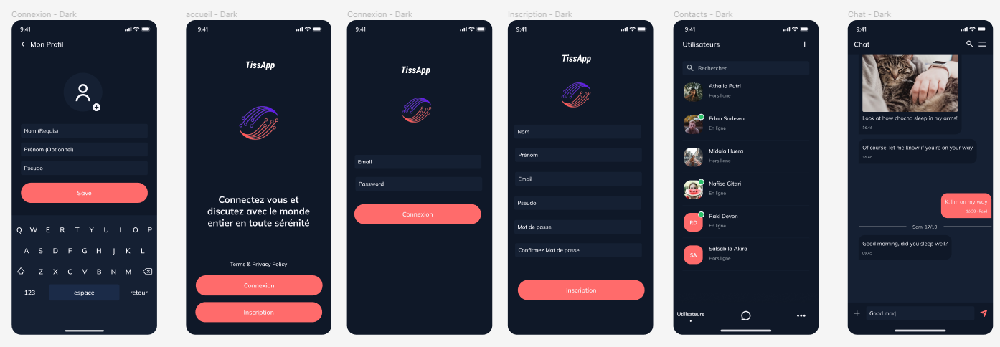 Connexion - Dark
9:41
Mon Profil
Nom (Requis)
Prénom (Optionnel)
Pseudo
Save
Q W E R T Y U I O P
A S D F G H J K L
Z X C V B N M
123 espace retour
accueil - Dark
9:41
TissApp
Connectez vous et
discutez avec le monde
entier en toute sérénité
Terms & Privacy Policy
Connexion
Inscription
Connexion - Dark
9:41
TissApp
Email
Password
Connexion
Inscription - Dark
9:41
TissApp
Nom
Prénom
Email
Pseudo
Mot de passe
Confirmez Mot de passe
Inscription
Contacts - Dark
9:41
Utilisateurs
Rechercher
Athalia Putri
Hors ligne
Erlan Sadewa
En ligne
Midala Huera
Hors ligne
Nafisa Gitari
En ligne
RD
Raki Devon
En ligne
SA
Salsabila Akira
Hors ligne
Utilisateurs
Chat - Dark
9:41
Chat
Look at how chocho sleep in my arms!
16.46
Of course, let me know if you're on your way
16.46
K, I'm on my way
16.50 · Read
Sam, 17/10
Good morning, did you sleep well?
09.45
Good mor